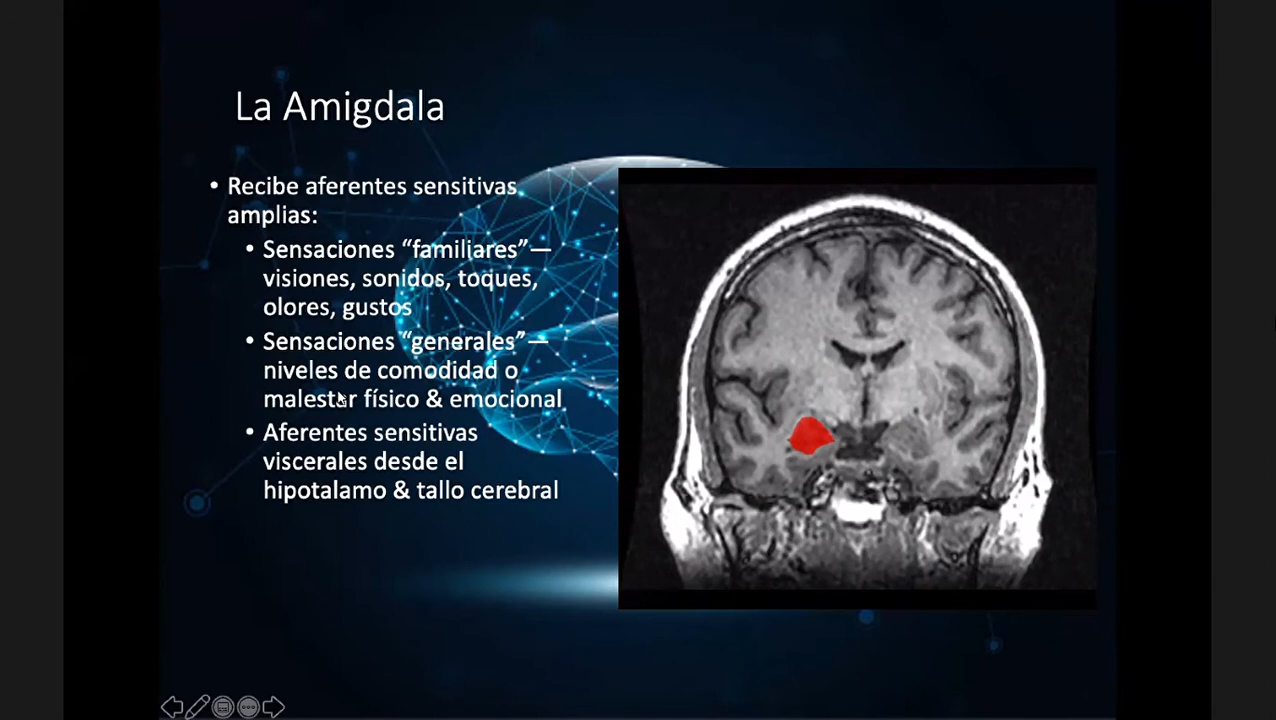 La Amigdala
• Recibe aferentes sensitivas
amplias:
• Sensaciones “familiares”—
visiones, sonidos, toques,
olores, gustos
• Sensaciones “generales”—
niveles de comodidad o
malestar físico & emocional
• Aferentes sensitivas
viscerales desde el
hipotalamo & tallo cerebral